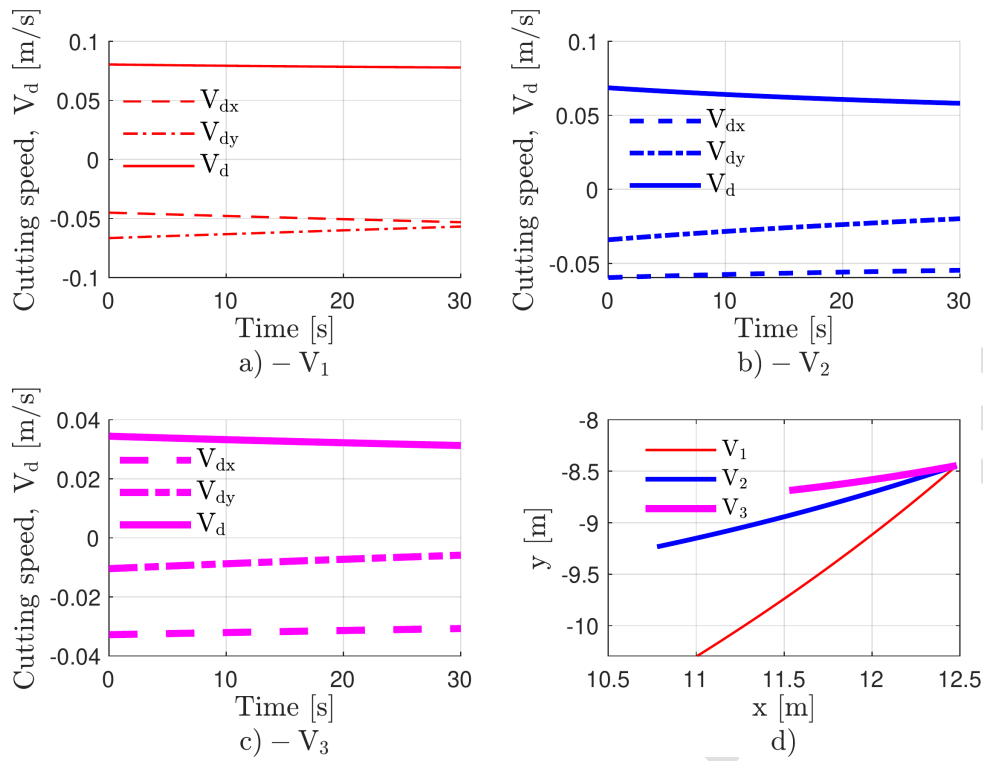 Cutting speed, V_d [m/s]
0.1
0.05
0
-0.05
-0.1
V_dx
V_dy
V_d
0 10 20 30
Time [s]
a) – V_1
Cutting speed, V_d [m/s]
0.1
0.05
0
-0.05
V_dx
V_dy
V_d
0 10 20 30
Time [s]
b) – V_2
Cutting speed, V_d [m/s]
0.04
0.02
0
-0.02
-0.04
V_dx
V_dy
V_d
0 10 20 30
Time [s]
c) – V_3
y [m]
-8
-8.5
-9
-9.5
-10
V_1
V_2
V_3
10.5 11 11.5 12 12.5
x [m]
d)